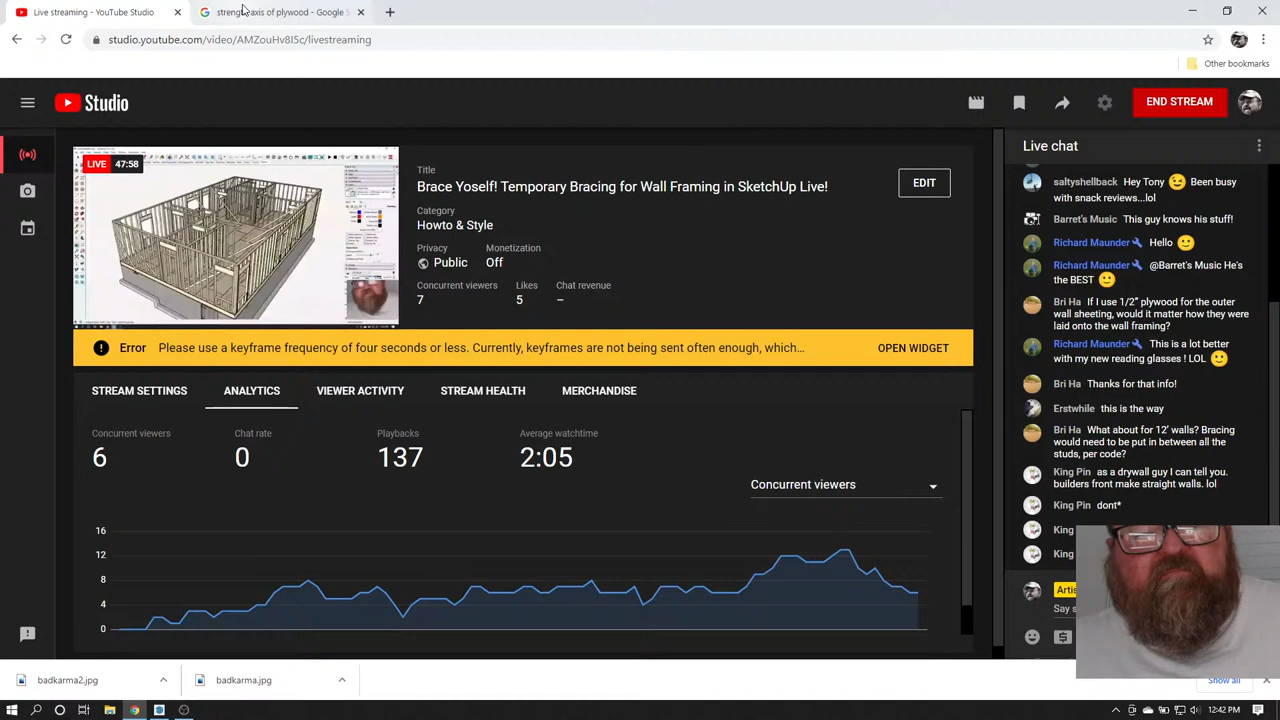 Live streaming - YouTube Studio
axis of plywood - Google
studio.youtube.com/video/AMZouHv8I5c/livestreaming
Other bookmarks
Studio
END STREAM
LIVE 47:58
Title
Brace Yoself! Temporary Bracing and Wall Framing in SketchUp Live!
Category
Howto & Style
Privacy
Public
Monetization
Off
Concurrent viewers
7
Likes
5
Chat revenue
–
EDIT
Error Please use a keyframe frequency of four seconds or less. Currently, keyframes are not being sent often enough, which...
OPEN WIDGET
STREAM SETTINGS ANALYTICS VIEWER ACTIVITY STREAM HEALTH MERCHANDISE
Concurrent viewers
6
Chat rate
0
Playbacks
137
Average watchtime
2:05
Concurrent viewers
16
12
8
4
0
Live chat
Hey Tony Beard
with snack reviews lol
Barret's Music This guy knows his stuff!
Richard Maunder Hello
Richard Maunder @Barret's Music
the BEST
Bri Ha If I use 1/2" plywood for the outer
wall sheeting, would it matter how they were
laid onto the wall framing?
Richard Maunder This is a lot better
with my new reading glasses ! LOL
Bri Ha Thanks for that info!
Erstwhile this is the way
Bri Ha What about for 12' walls? Bracing
would need to be put in between all the
studs, per code?
King Pin as a drywall guy I can tell you.
builders front make straight walls. lol
King Pin dont*
King
King
Artis
Say s
badkarma2.jpg
badkarma.jpg
Show all
12:42 PM